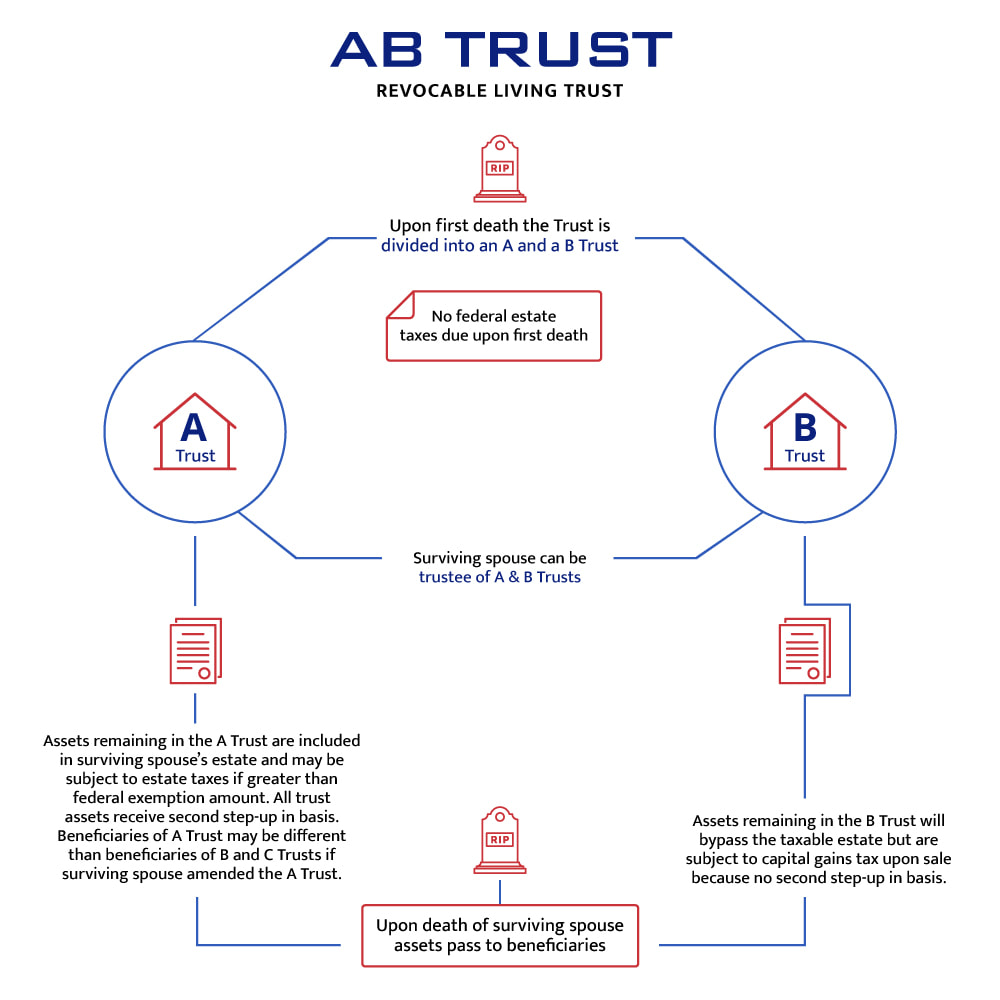 AB TRUST
REVOCABLE LIVING TRUST
RIP
Upon first death the Trust is
divided into an A and a B Trust
No federal estate
taxes due upon first death
A
Trust
B
Trust
Surviving spouse can be
trustee of A & B Trusts
Assets remaining in the A Trust are included
in surviving spouse's estate and may be
subject to estate taxes if greater than
federal exemption amount. All trust
assets receive second step-up in basis.
Beneficiaries of A Trust may be different
than beneficiaries of B and C Trusts if
surviving spouse amended the A Trust.
Assets remaining in the B Trust will
bypass the taxable estate but are
subject to capital gains tax upon sale
because no second step-up in basis.
RIP
Upon death of surviving spouse
assets pass to beneficiaries